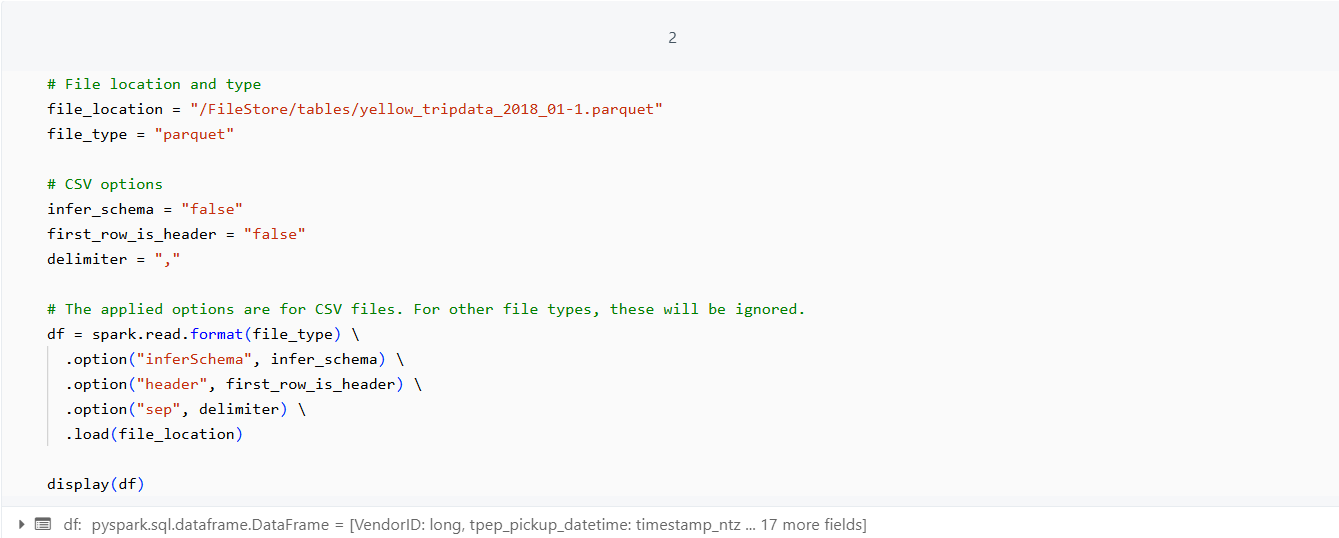 2
# File location and type
file_location = "/FileStore/tables/yellow_tripdata_2018_01-1.parquet"
file_type = "parquet"
# CSV options
infer_schema = "false"
first_row_is_header = "false"
delimiter = ","
# The applied options are for CSV files. For other file types, these will be ignored.
df = spark.read.format(file_type) \
.option("inferSchema", infer_schema) \
.option("header", first_row_is_header) \
.option("sep", delimiter) \
.load(file_location)
display(df)
df: pyspark.sql.dataframe.DataFrame = [VendorID: long, tpep_pickup_datetime: timestamp_ntz ... 17 more fields]